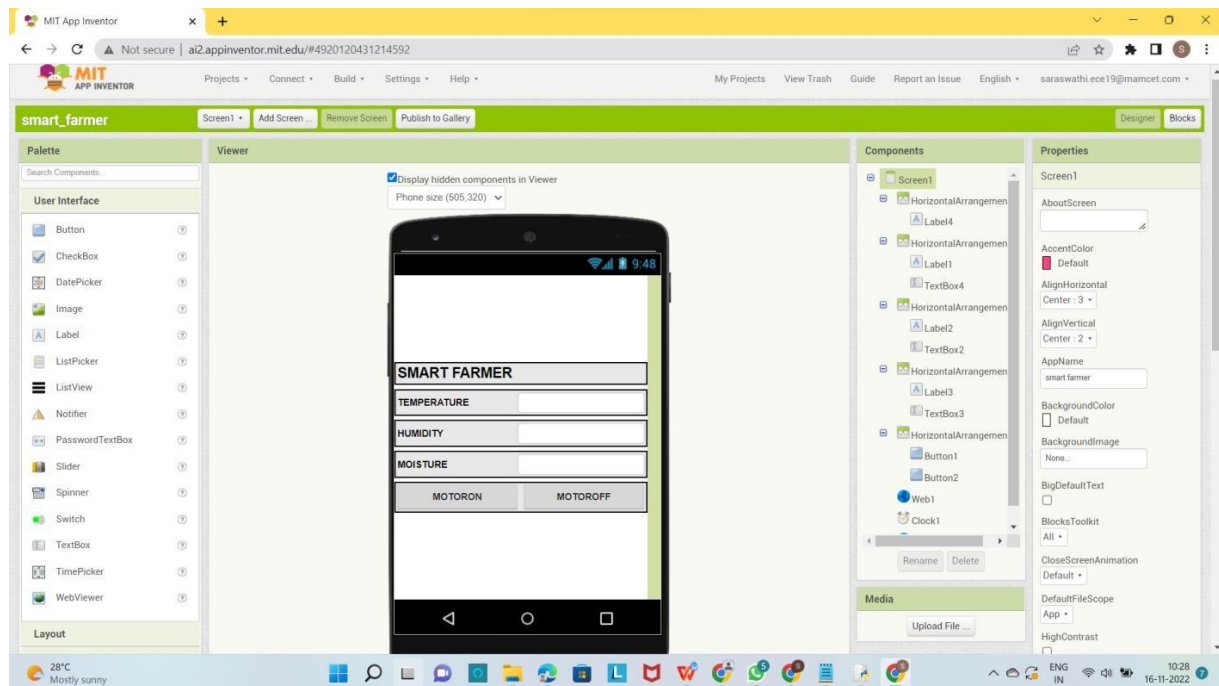 MIT App Inventor
Not secure | ai2.appinventor.mit.edu/#4920120431214592
S
MIT
APP INVENTOR
Projects
Connect
Build
Settings
Help
My Projects
View Trash
Guide
Report an Issue
English
saraswathi.ece19@mamcet.com
smart_farmer
Screen1
Add Screen ...
Remove Screen
Publish to Gallery
Designer
Blocks
Palette
Search Components...
User Interface
Button
CheckBox
DatePicker
Image
Label
ListPicker
ListView
Notifier
PasswordTextBox
Slider
Spinner
Switch
TextBox
TimePicker
WebViewer
Layout
Viewer
Display hidden components in Viewer
Phone size (505,320)
9:48
SMART FARMER
TEMPERATURE
HUMIDITY
MOISTURE
MOTORON
MOTOROFF
Components
Screen1
HorizontalArrangemen
Label4
HorizontalArrangemen
Label1
TextBox4
HorizontalArrangemen
Label2
TextBox2
HorizontalArrangemen
Label3
TextBox3
HorizontalArrangemen
Button1
Button2
Web1
Clock1
Rename
Delete
Media
Upload File ...
Properties
Screen1
AboutScreen
AccentColor
Default
AlignHorizontal
Center : 3
AlignVertical
Center : 2
AppName
smart farmer
BackgroundColor
Default
BackgroundImage
None...
BigDefaultText
BlocksToolkit
All
CloseScreenAnimation
Default
DefaultFileScope
App
HighContrast
28°C
Mostly sunny
ENG
IN
10:28
16-11-2022
7